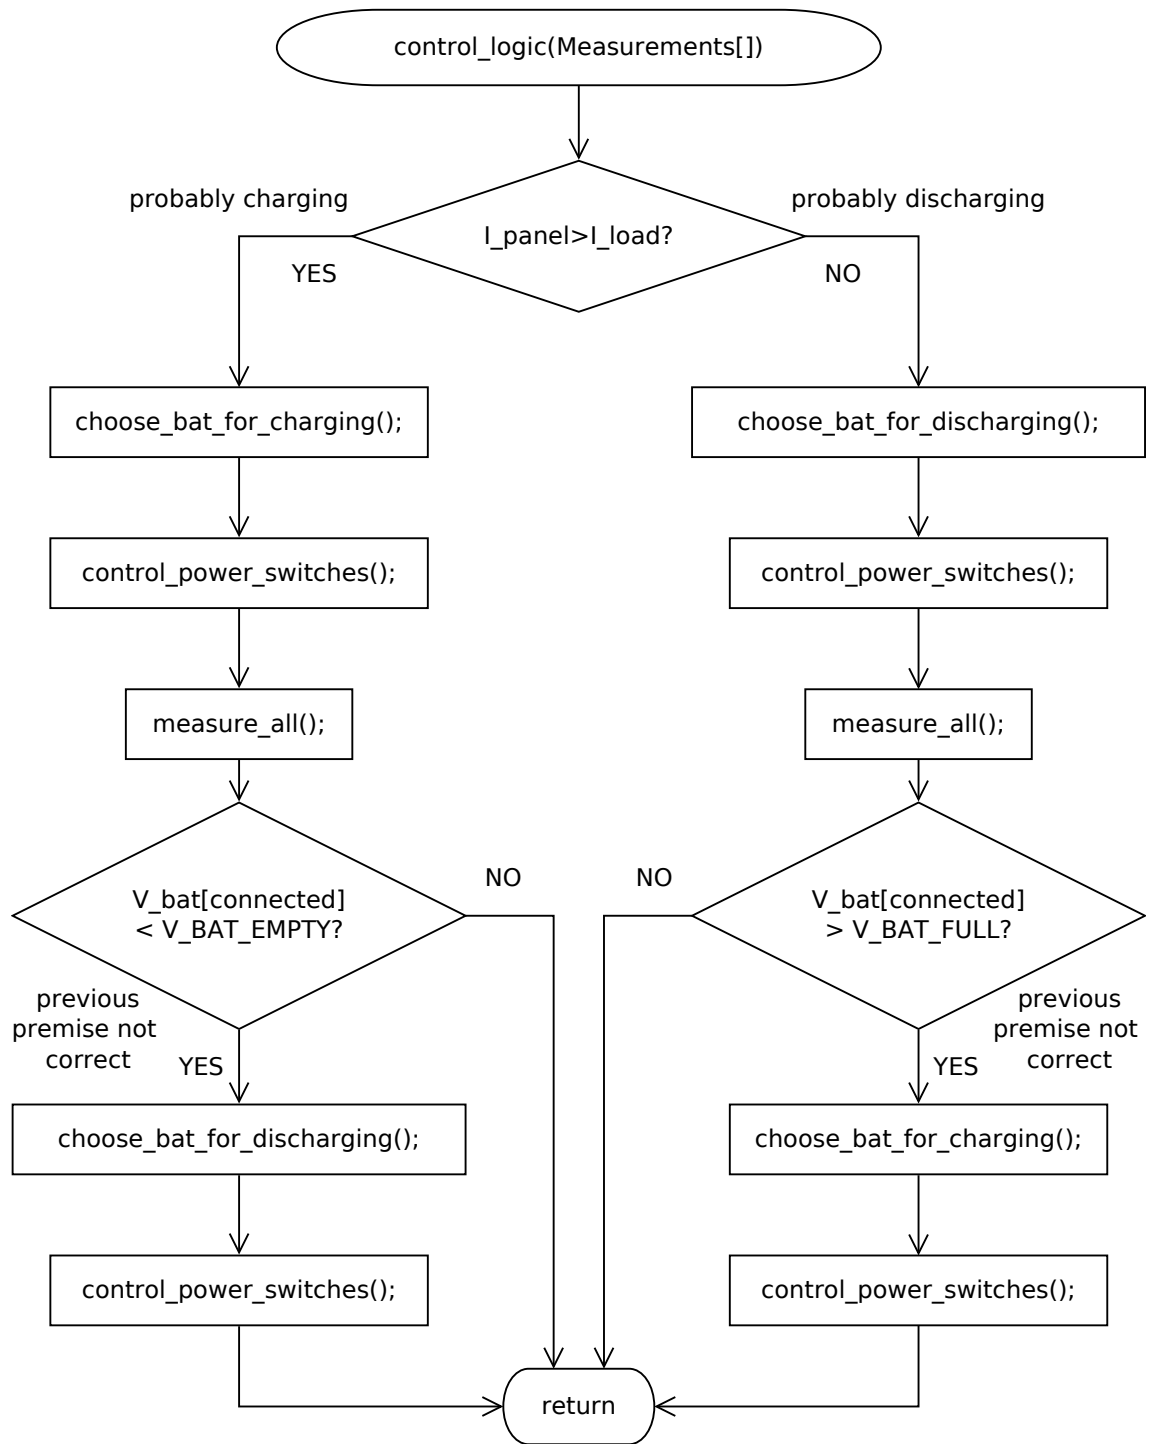 control_logic(Measurements[])
probably charging
probably discharging
I_panel>I_load?
YES
NO
choose_bat_for_charging();
choose_bat_for_discharging();
control_power_switches();
control_power_switches();
measure_all();
measure_all();
V_bat[connected]
< V_BAT_EMPTY?
NO
NO
V_bat[connected]
> V_BAT_FULL?
previous
premise not
correct
YES
previous
premise not
correct
YES
choose_bat_for_discharging();
choose_bat_for_charging();
control_power_switches();
control_power_switches();
return